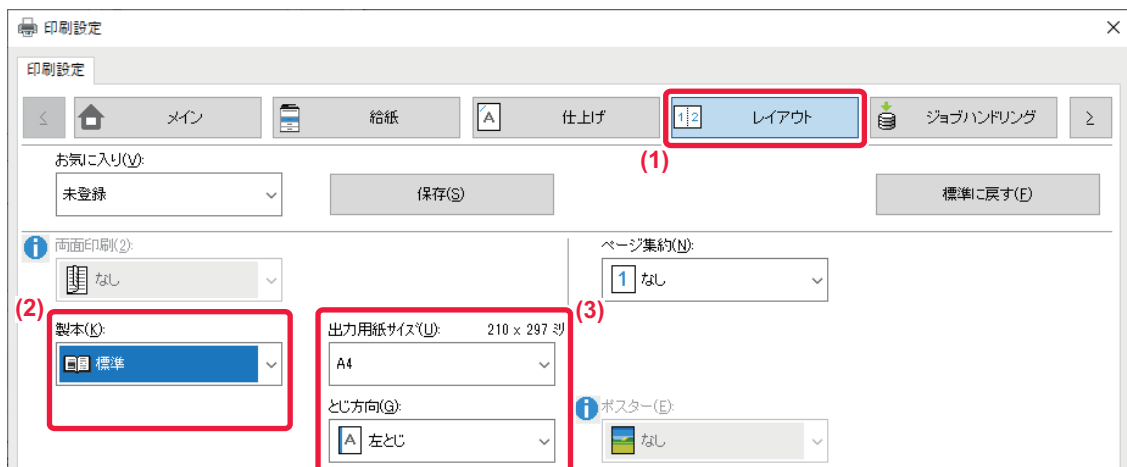 印刷設定
印刷設定
メイン 給紙 仕上げ レイアウト ジョブハンドリング
(1)
お気に入り(V):
未登録 保存(S) 標準に戻す(F)
両面印刷(2): ページ集約(N):
なし 1 なし
(2) (3)
製本(K): 出力用紙サイズ(U): 210 x 297 ミリ
標準 A4
とじ方向(G): ポスター(E):
A 左とじ なし